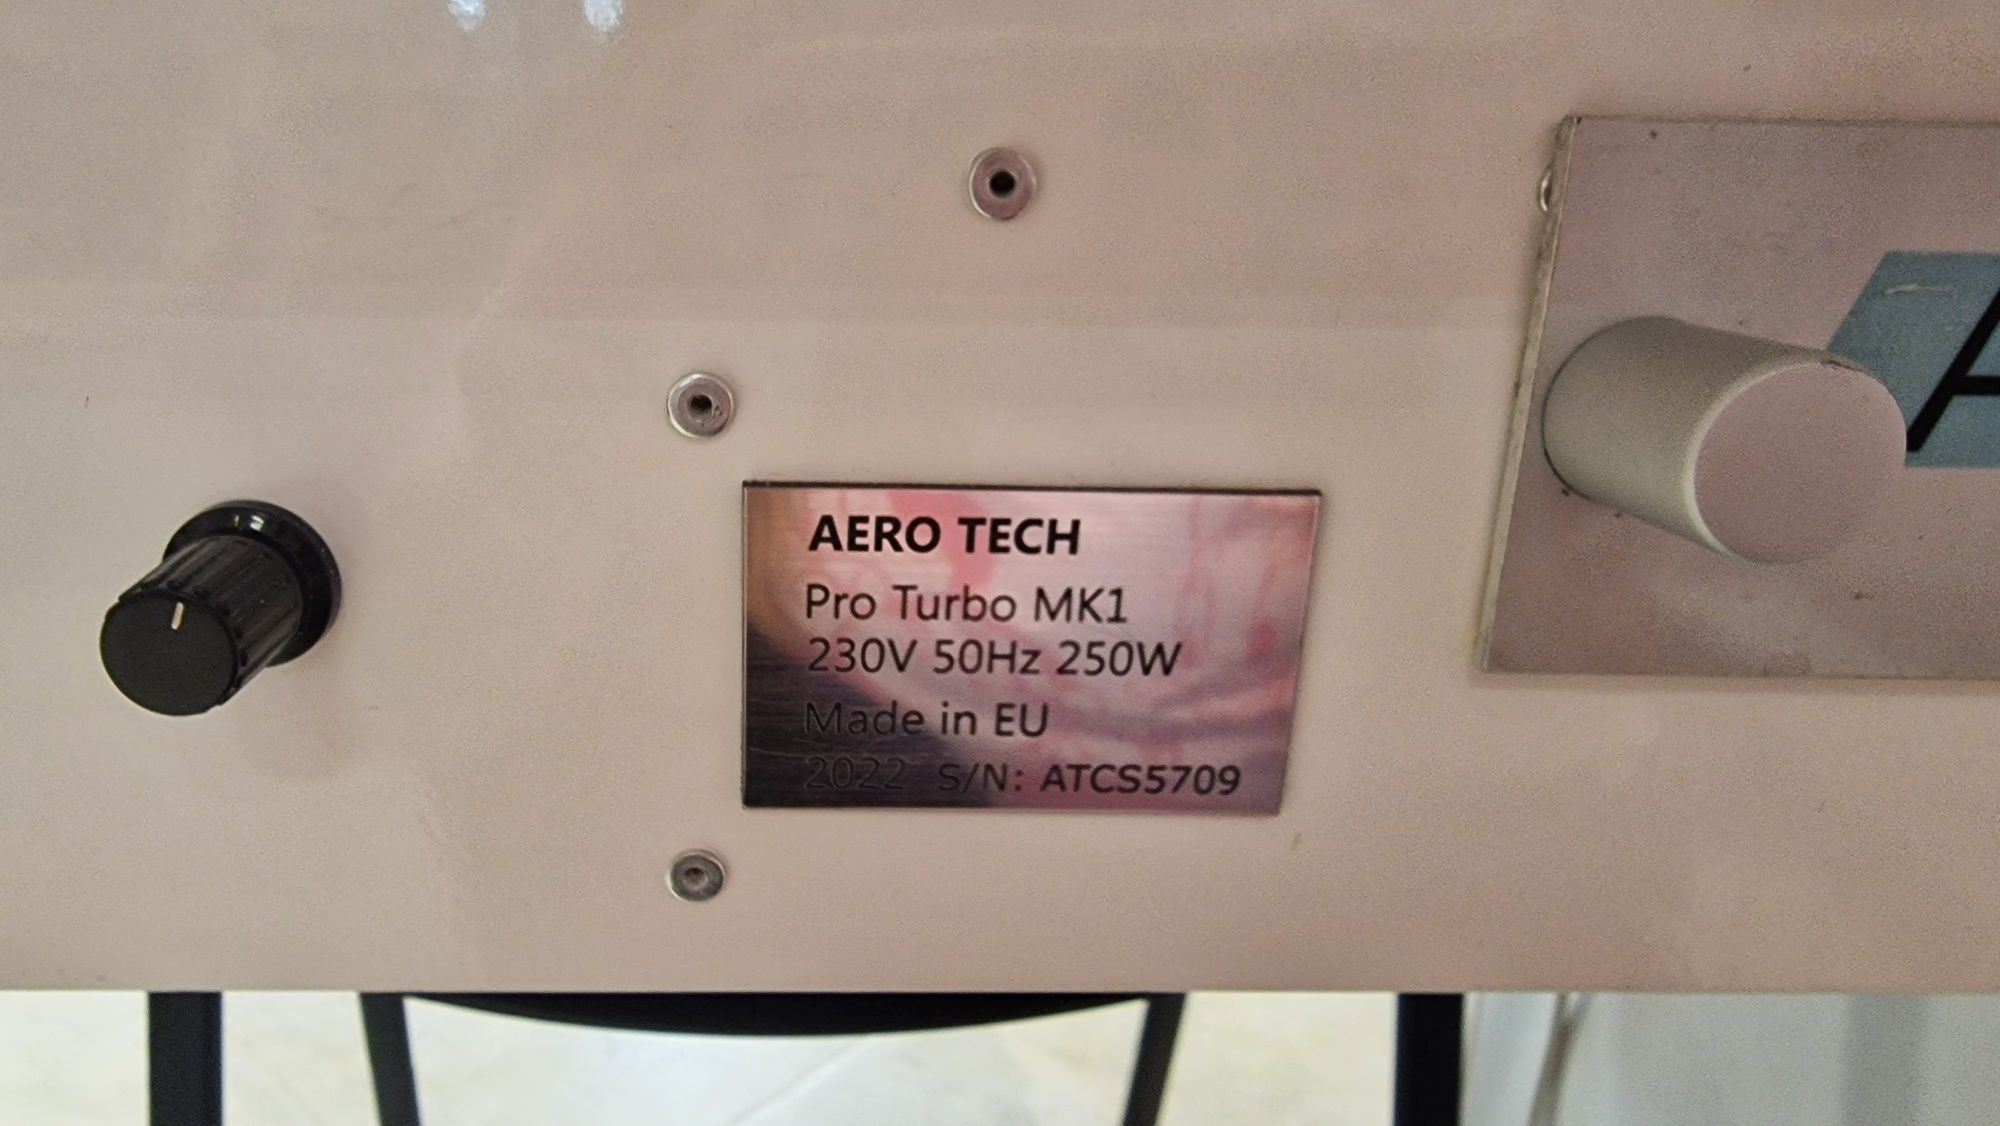 AERO TECH
Pro Turbo MK1
230V 50Hz 250W
Made in EU
2022 S/N: ATCS5709
A